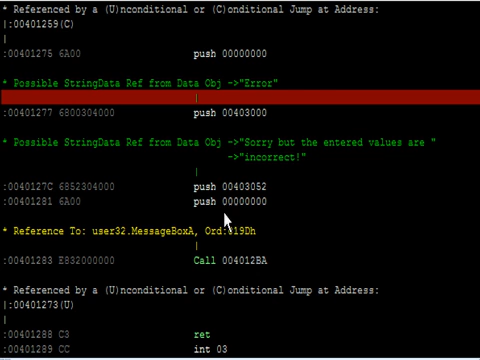 * Referenced by a (U)nconditional or (C)onditional Jump at Address:
|:00401259(C)
|
:00401275 6A00 push 00000000
* Possible StringData Ref from Data Obj ->"Error"
|
:00401277 6800304000 push 00403000
* Possible StringData Ref from Data Obj ->"Sorry but the entered values are "
->"incorrect!"
|
:0040127C 6852304000 push 00403052
:00401281 6A00 push 00000000
* Reference To: user32.MessageBoxA, Ord:019Dh
|
:00401283 E832000000 Call 004012BA
* Referenced by a (U)nconditional or (C)onditional Jump at Address:
|:00401273(U)
|
:00401288 C3 ret
:00401289 CC int 03